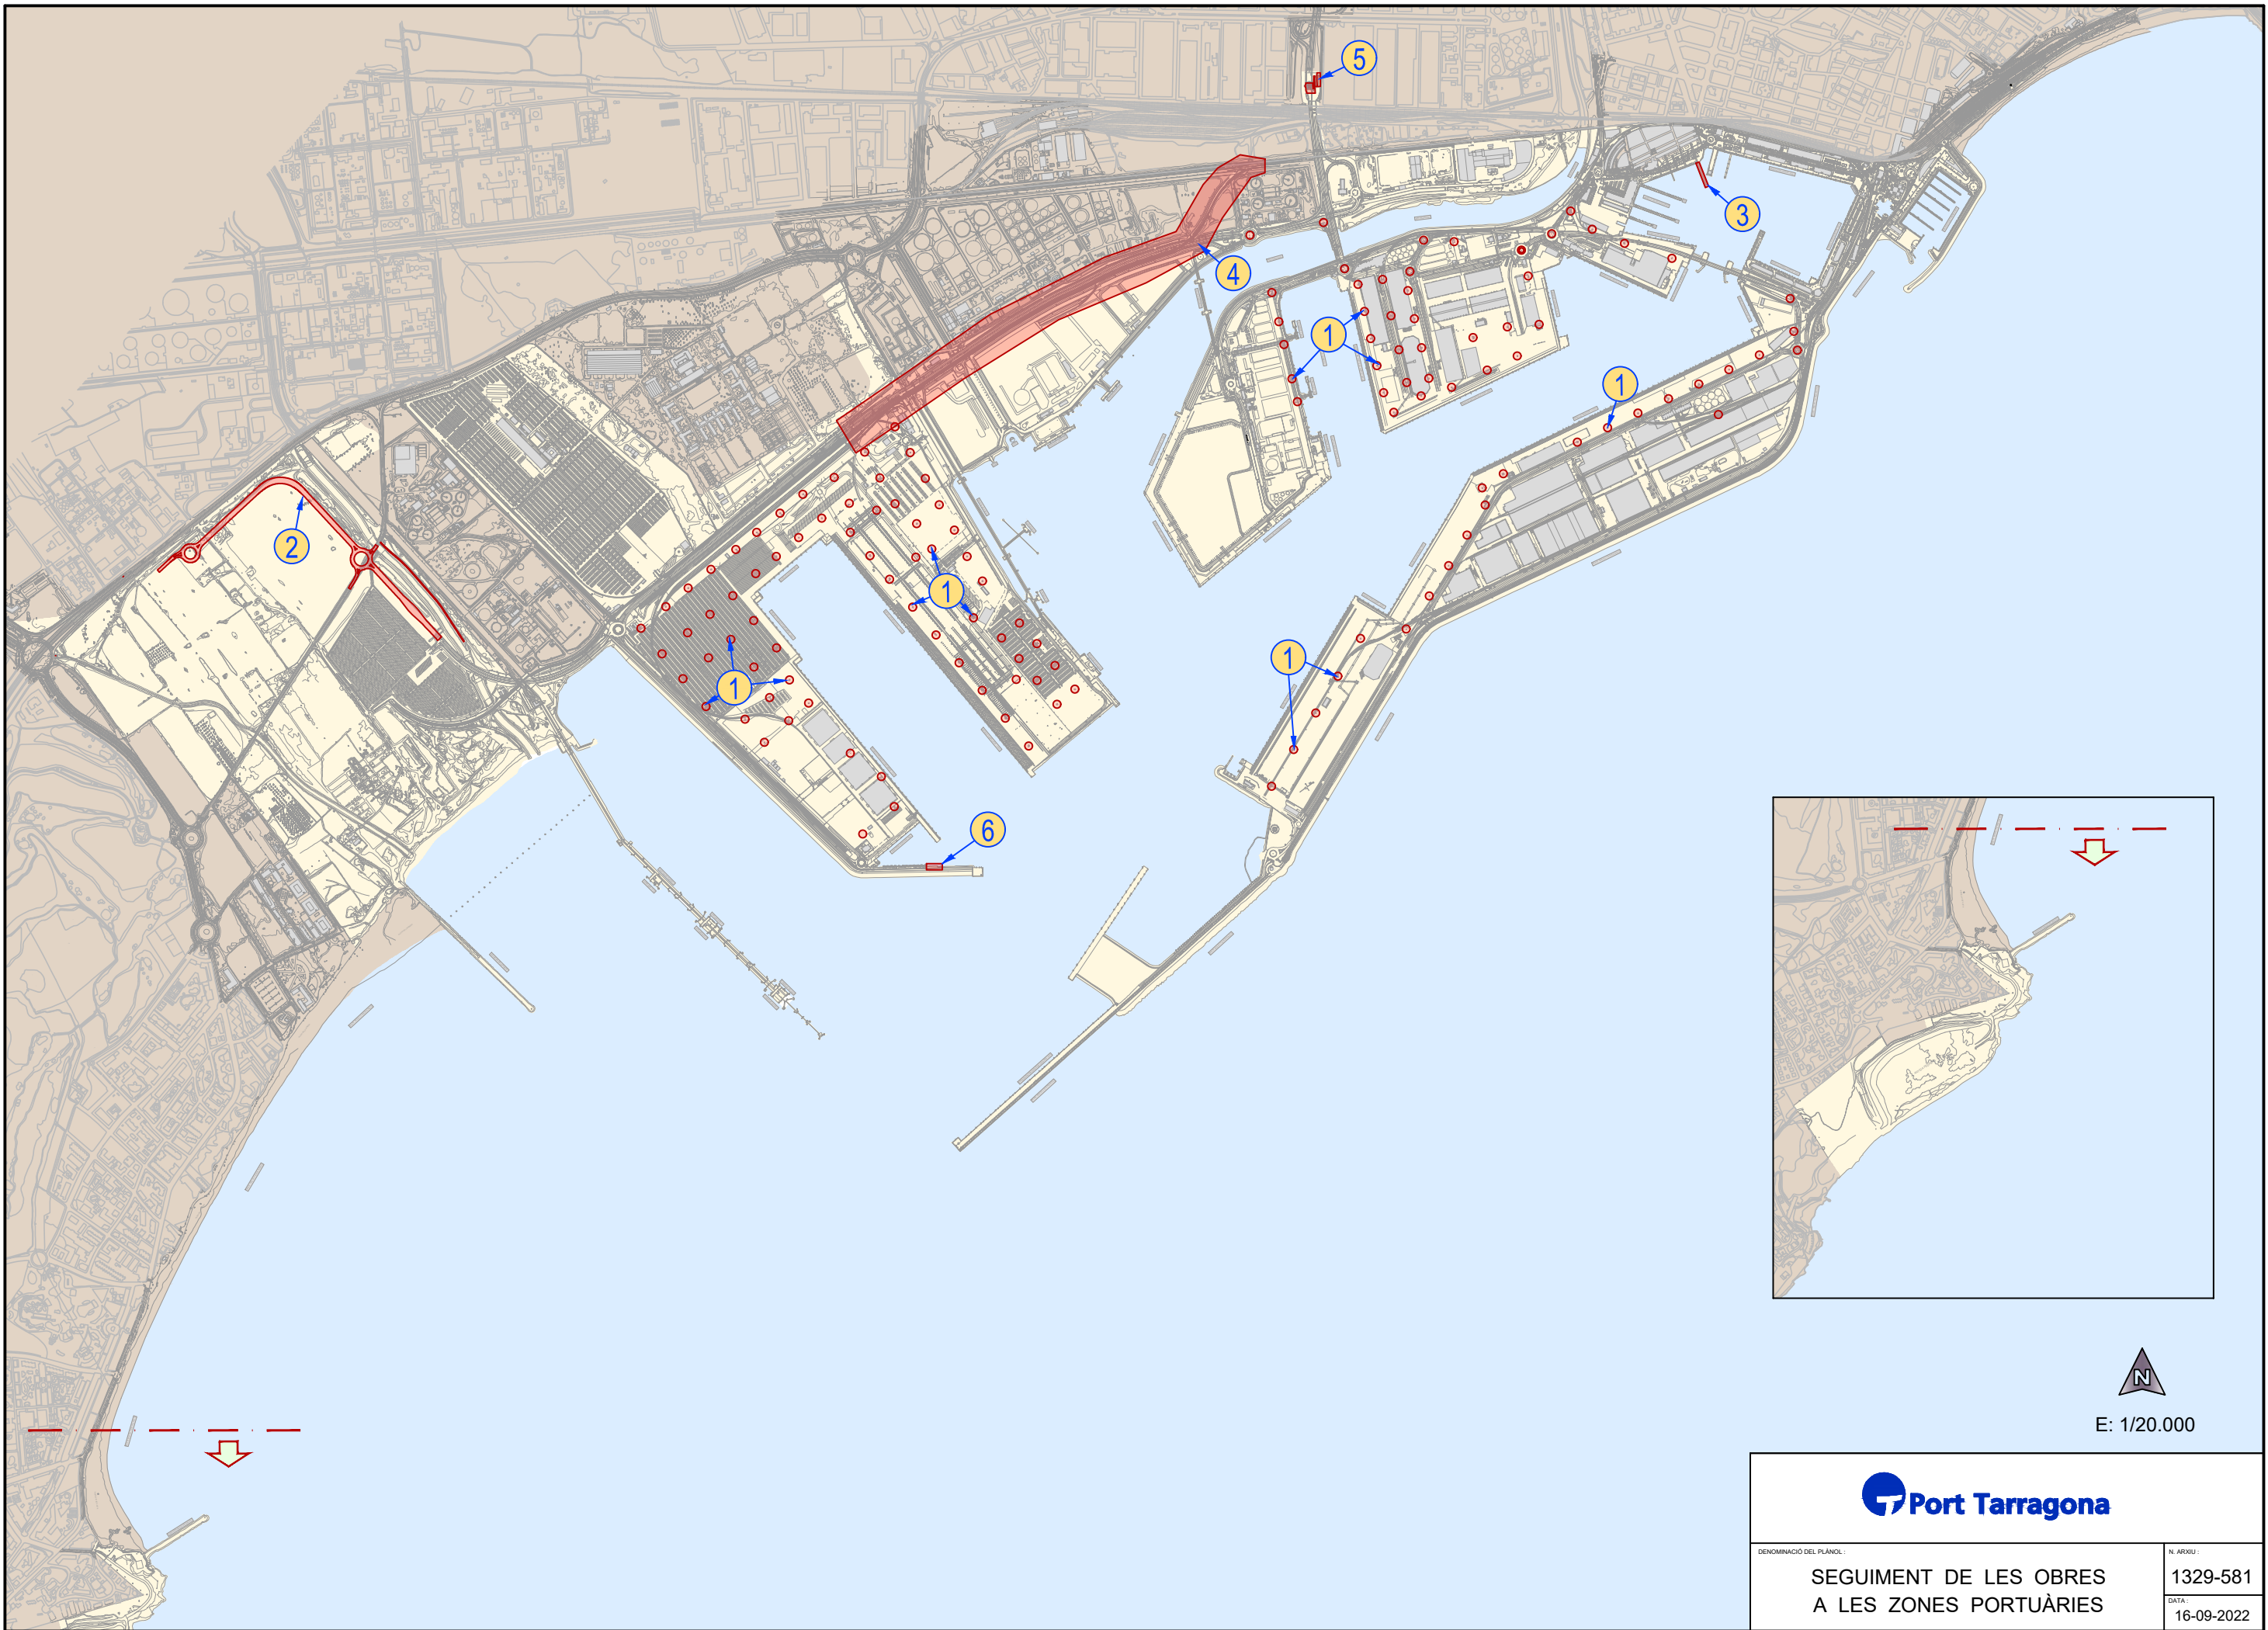 5
3
4
1
1
2
1
1
1
6
N
E: 1/20.000
Port Tarragona
DENOMINACIÓ DEL PLÀNOL :
SEGUIMENT DE LES OBRES
A LES ZONES PORTUÀRIES
N. ARXIU :
1329-581
DATA :
16-09-2022